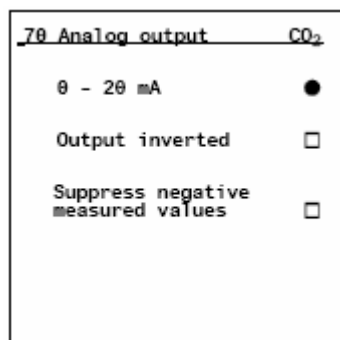 70 Analog output CO₂
0 - 20 mA
Output inverted
Suppress negative
measured values